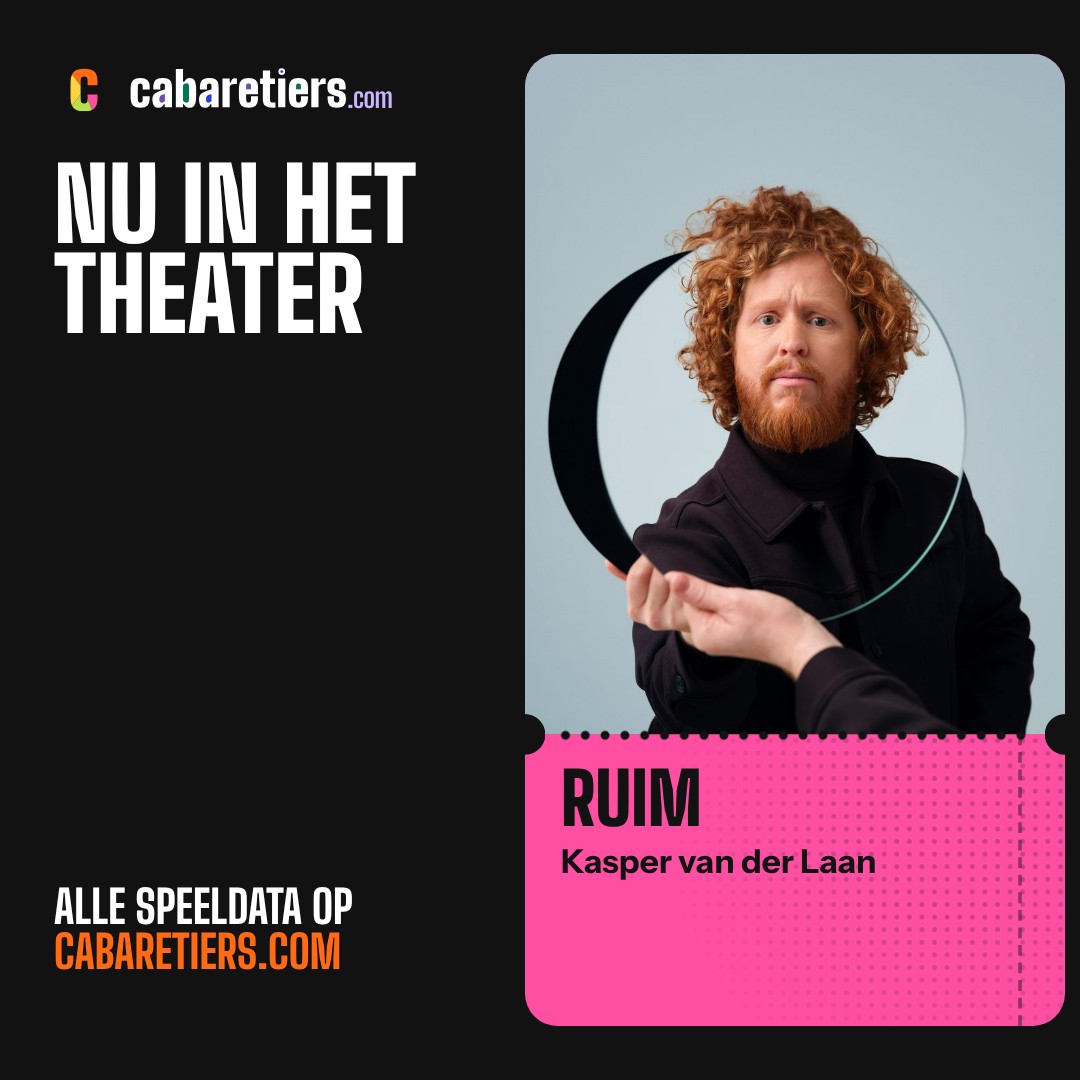 cabaretiers.com
NU IN HET
THEATER
RUIM
Kasper van der Laan
ALLE SPEELDATA OP
CABARETIERS.COM